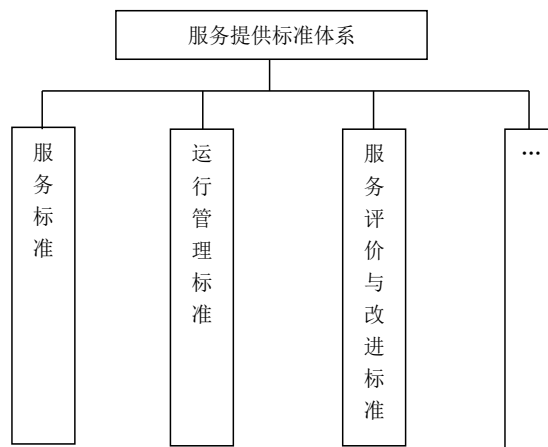 服务提供标准体系
服务标准
运行管理标准
服务评价与改进标准
…